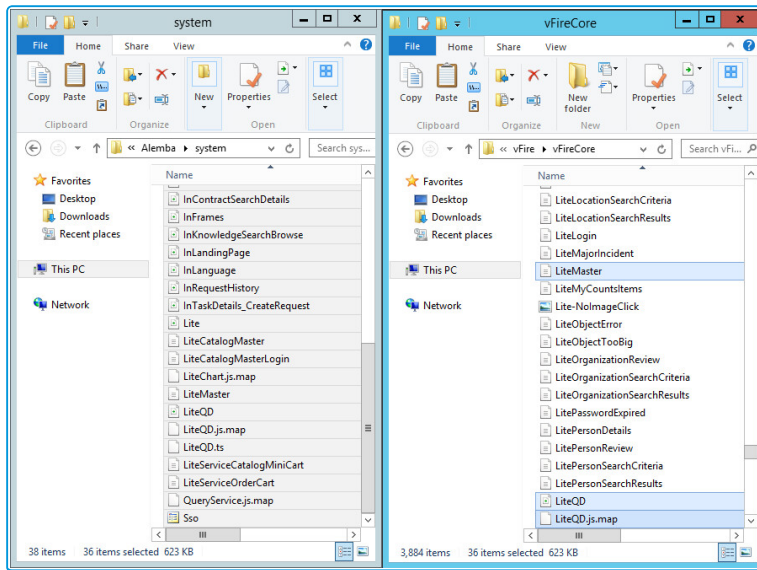 system
File Home Share View
Copy Paste New Properties Select
Clipboard Organize Open
« Alemba system Search sys...
Favorites
Desktop
Downloads
Recent places
This PC
Network
Name
InContractSearchDetails
InFrames
InKnowledgeSearchBrowse
InLandingPage
InLanguage
InRequestHistory
InTaskDetails_CreateRequest
Lite
LiteCatalogMaster
LiteCatalogMasterLogin
LiteChart.js.map
LiteMaster
LiteQD
LiteQD.js.map
LiteQD.ts
LiteServiceCatalogMiniCart
LiteServiceOrderCart
QueryService.js.map
Sso
38 items 36 items selected 623 KB
vFireCore
File Home Share View
Copy Paste New folder Properties Select
Clipboard Organize New Open
« vFire vFireCore Search vFi...
Favorites
Desktop
Downloads
Recent places
This PC
Network
Name
LiteLocationSearchCriteria
LiteLocationSearchResults
LiteLogin
LiteMajorIncident
LiteMaster
LiteMyCountsItems
Lite-NoImageClick
LiteObjectError
LiteObjectTooBig
LiteOrganizationReview
LiteOrganizationSearchCriteria
LiteOrganizationSearchResults
LitePasswordExpired
LitePersonDetails
LitePersonReview
LitePersonSearchCriteria
LitePersonSearchResults
LiteQD
LiteQD.js.map
3,884 items 36 items selected 623 KB